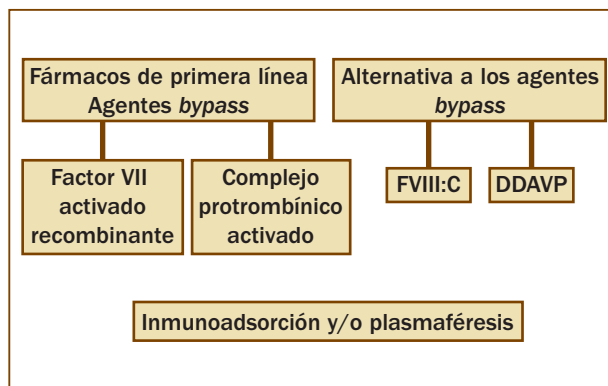 Fármacos de primera línea
Agentes bypass
Alternativa a los agentes
bypass
Factor VII
activado
recombinante
Complejo
protrombínico
activado
FVIII:C
DDAVP
Inmunoadsorción y/o plasmaféresis